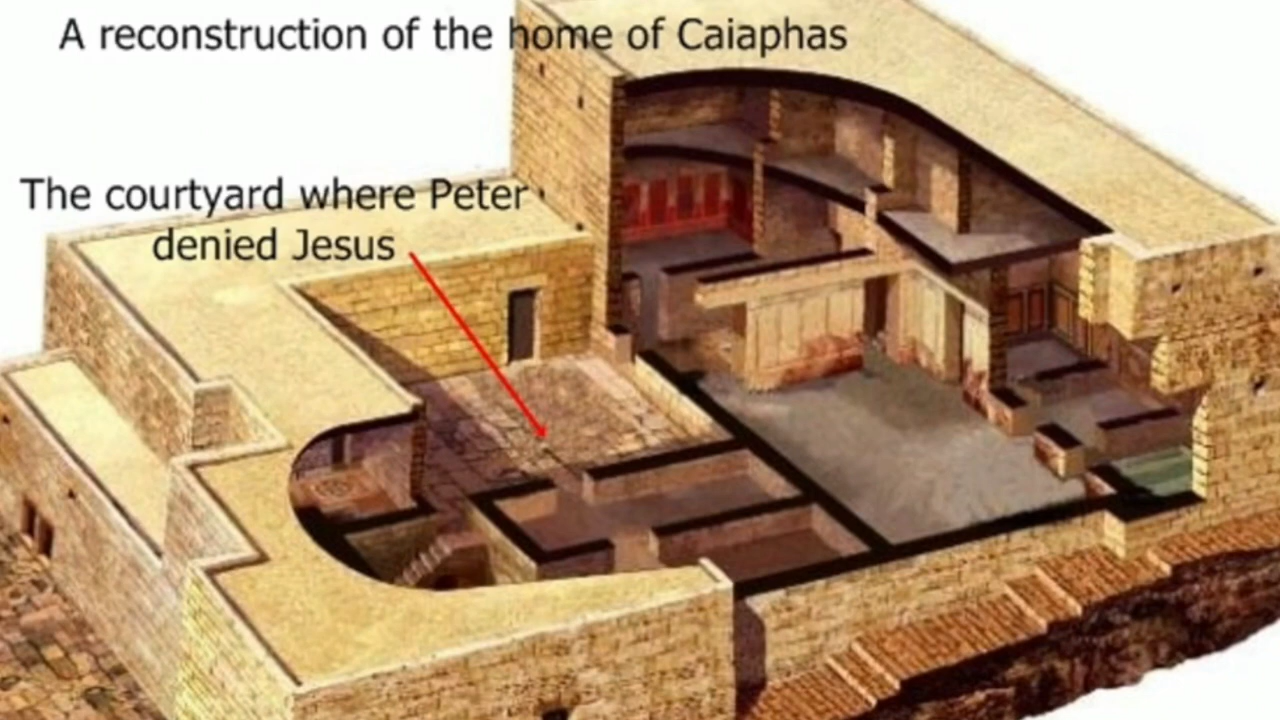 A reconstruction of the home of Caiaphas
The courtyard where Peter
denied Jesus